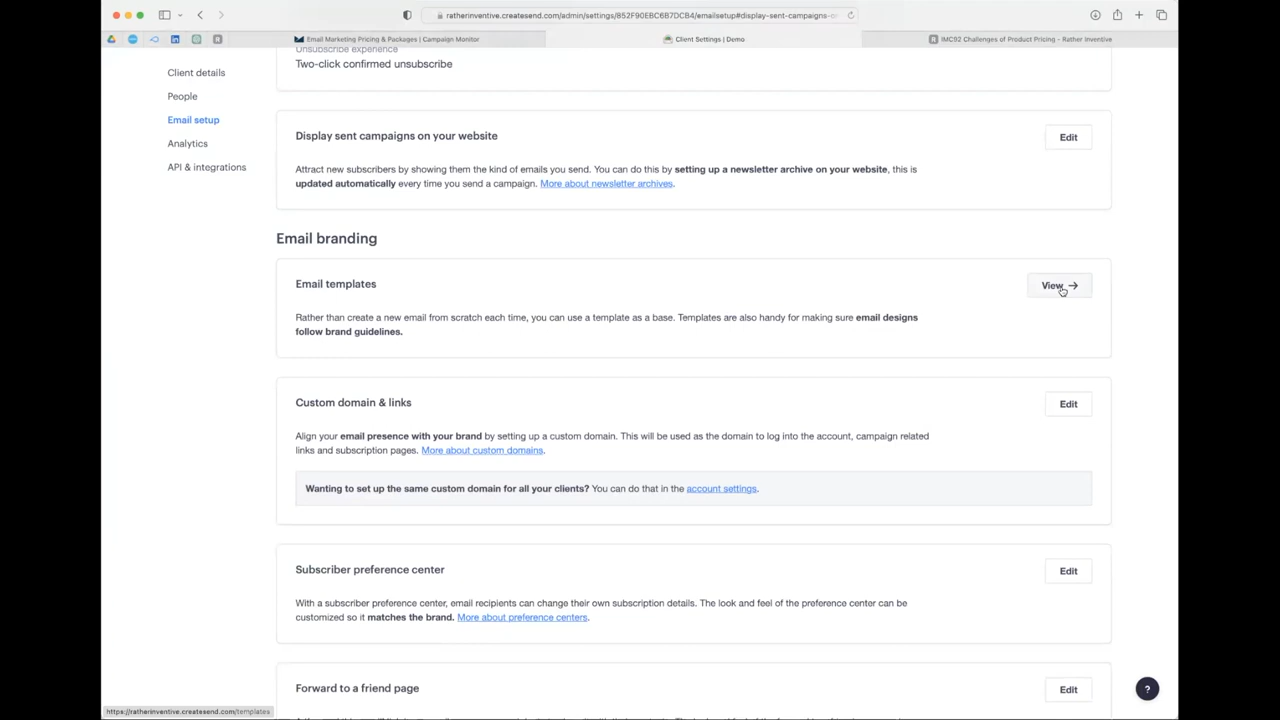 ratherinventive.createsend.com/admin/settings/852F90EBC6B7DCB4/emailsetup#display-sent-campaigns-o
Email Marketing Pricing & Packages | Campaign Monitor
Client Settings | Demo
IMC92 Challenges of Product Pricing - Rather Inventive
Unsubscribe experience
Two-click confirmed unsubscribe
Client details
People
Email setup
Analytics
API & integrations
Display sent campaigns on your website
Edit
Attract new subscribers by showing them the kind of emails you send. You can do this by setting up a newsletter archive on your website, this is
updated automatically every time you send a campaign. More about newsletter archives.
Email branding
Email templates
View →
Rather than create a new email from scratch each time, you can use a template as a base. Templates are also handy for making sure email designs
follow brand guidelines.
Custom domain & links
Edit
Align your email presence with your brand by setting up a custom domain. This will be used as the domain to log into the account, campaign related
links and subscription pages. More about custom domains.
Wanting to set up the same custom domain for all your clients? You can do that in the account settings.
Subscriber preference center
Edit
With a subscriber preference center, email recipients can change their own subscription details. The look and feel of the preference center can be
customized so it matches the brand. More about preference centers.
Forward to a friend page
Edit
?
https://ratherinventive.createsend.com/templates